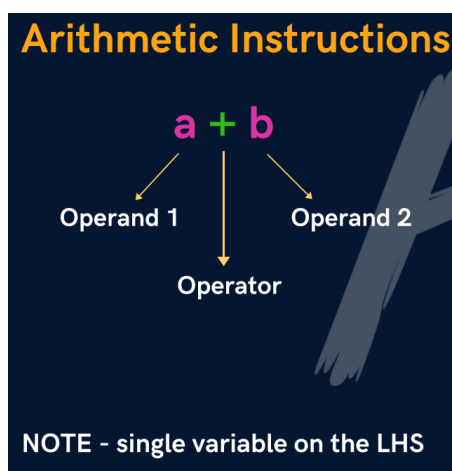 Arithmetic Instructions
a + b
Operand 1
Operand 2
Operator
NOTE - single variable on the LHS